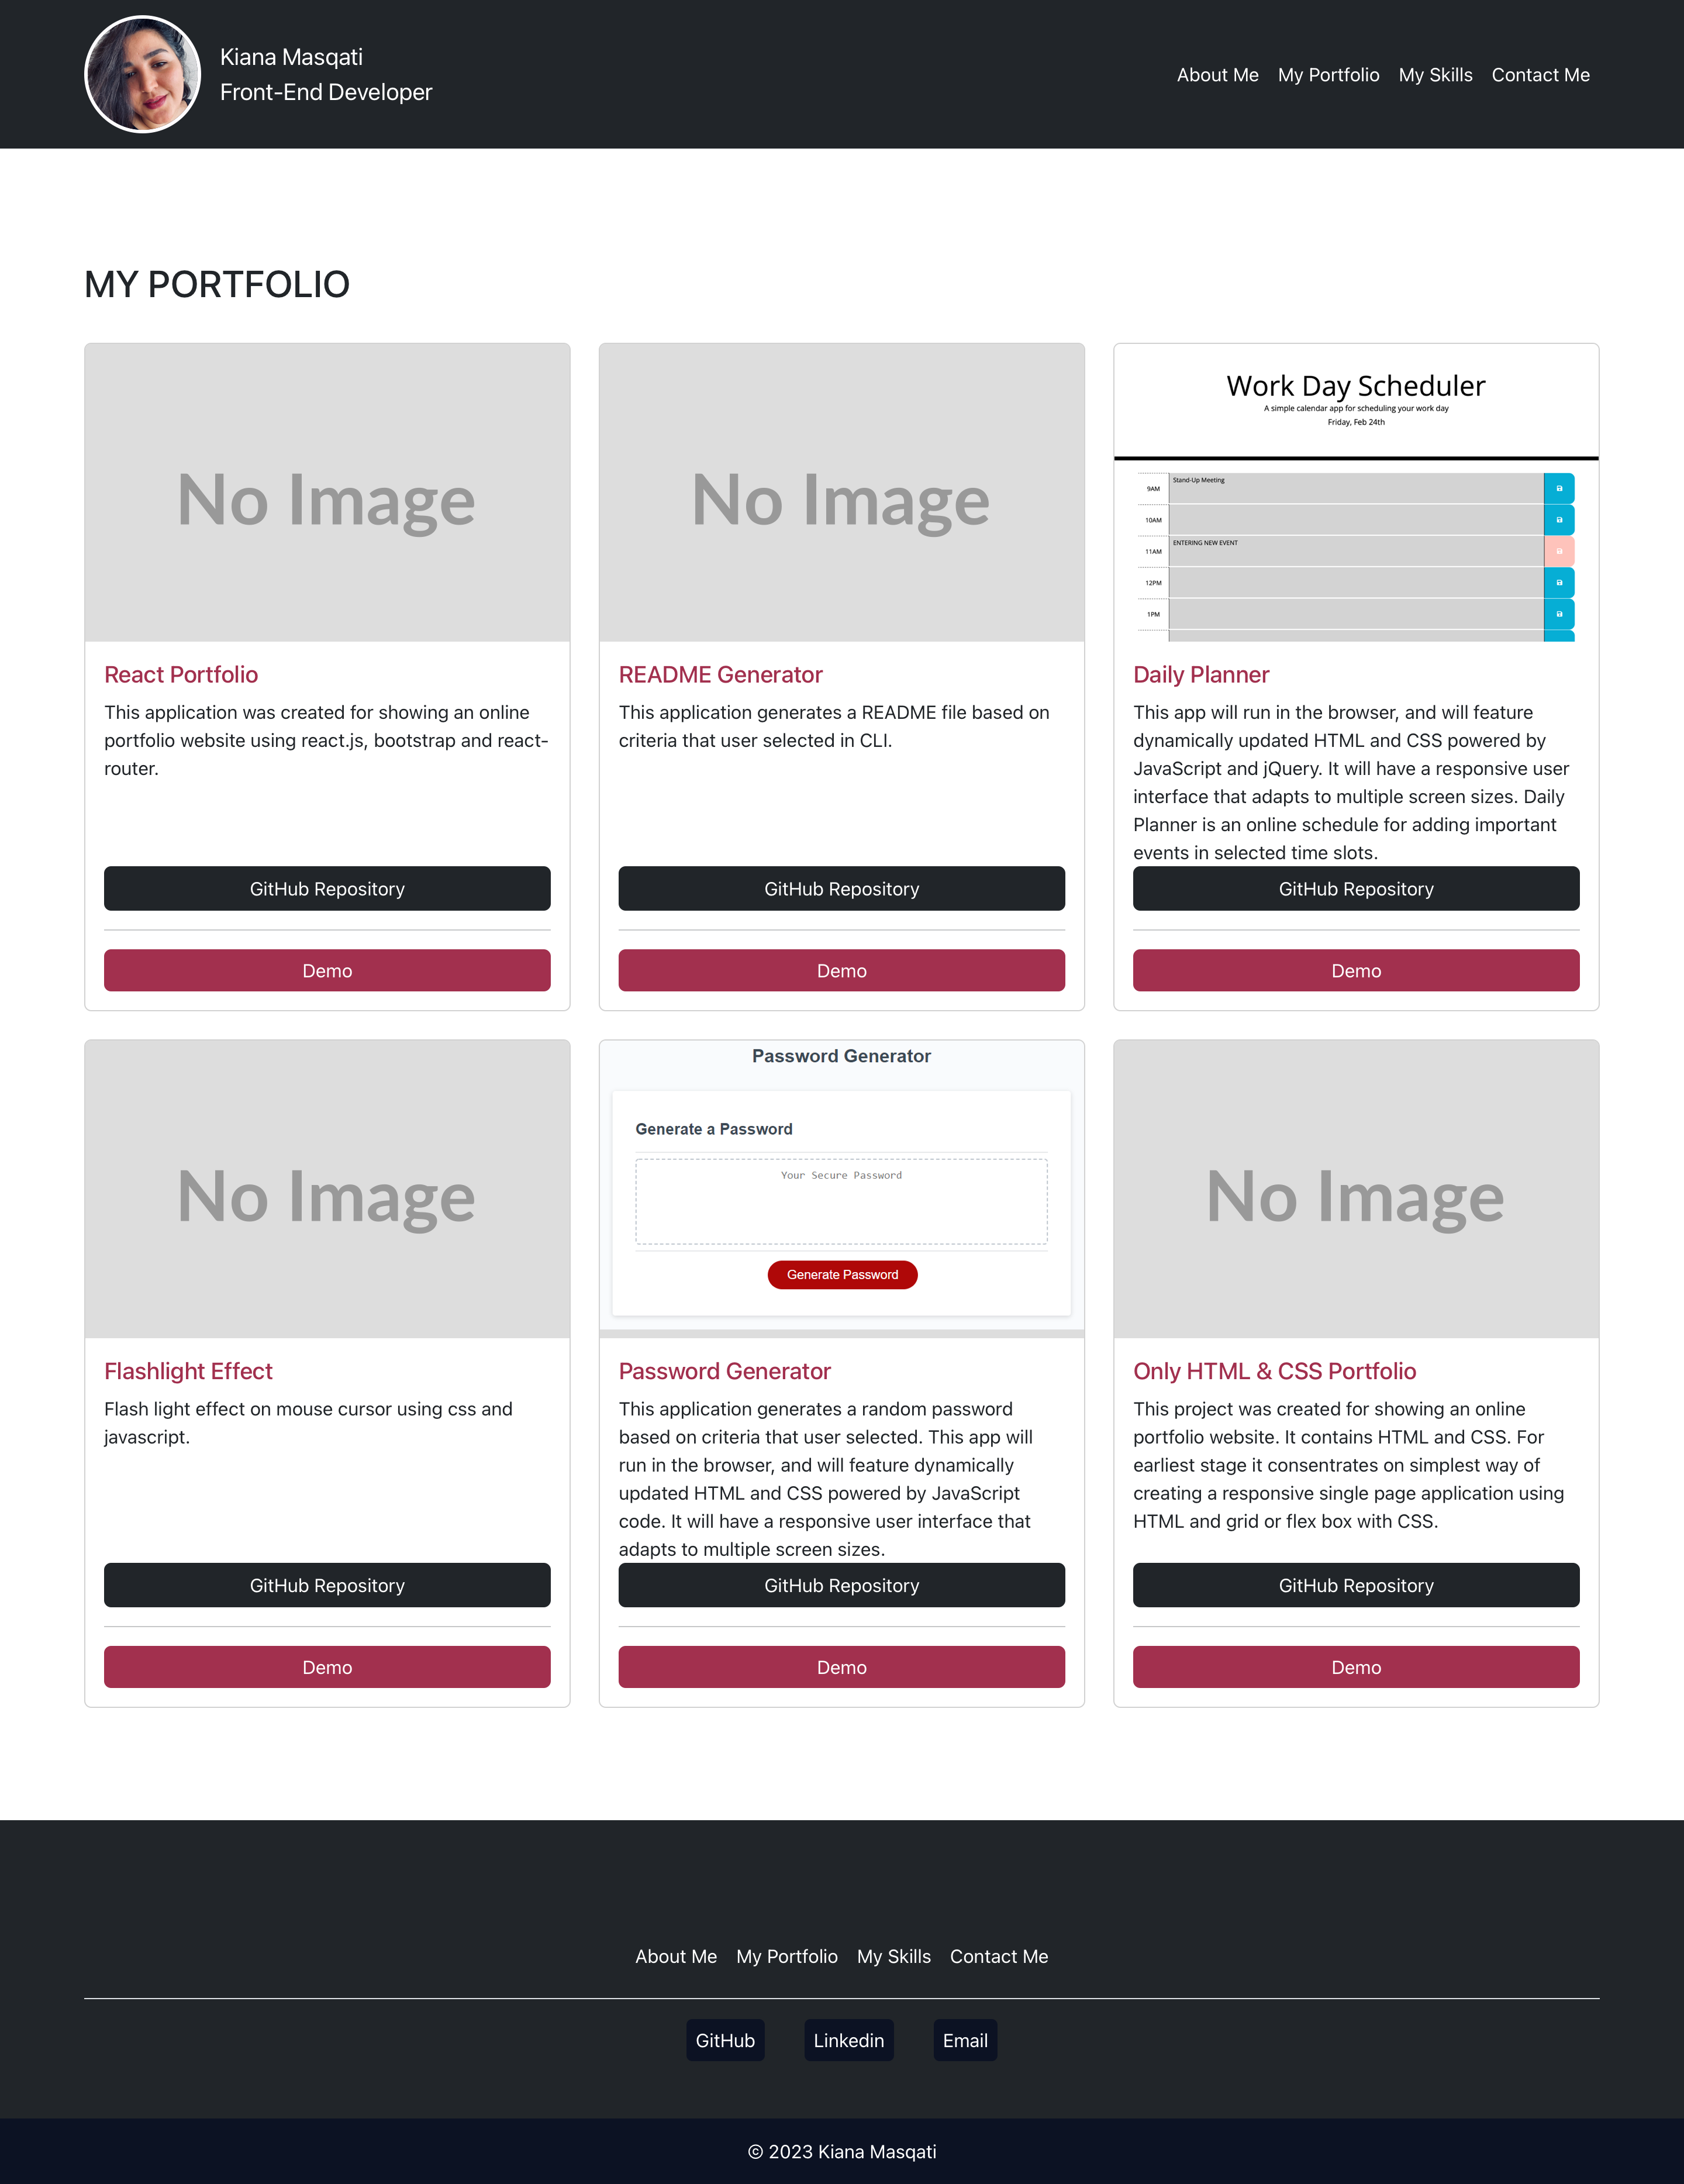 Kiana Masqati
Front-End Developer
About Me My Portfolio My Skills Contact Me
MY PORTFOLIO
No Image
React Portfolio
This application was created for showing an online
portfolio website using react.js, bootstrap and react-
router.
GitHub Repository
Demo
No Image
README Generator
This application generates a README file based on
criteria that user selected in CLI.
GitHub Repository
Demo
Work Day Scheduler
A simple calendar app for scheduling your work day
Friday, Feb 24th
9AM Stand-Up Meeting
10AM
11AM ENTERING NEW EVENT
12PM
1PM
Daily Planner
This app will run in the browser, and will feature
dynamically updated HTML and CSS powered by
JavaScript and jQuery. It will have a responsive user
interface that adapts to multiple screen sizes. Daily
Planner is an online schedule for adding important
events in selected time slots.
GitHub Repository
Demo
No Image
Flashlight Effect
Flash light effect on mouse cursor using css and
javascript.
GitHub Repository
Demo
Password Generator
Generate a Password
Your Secure Password
Generate Password
Password Generator
This application generates a random password
based on criteria that user selected. This app will
run in the browser, and will feature dynamically
updated HTML and CSS powered by JavaScript
code. It will have a responsive user interface that
adapts to multiple screen sizes.
GitHub Repository
Demo
No Image
Only HTML & CSS Portfolio
This project was created for showing an online
portfolio website. It contains HTML and CSS. For
earliest stage it consentrates on simplest way of
creating a responsive single page application using
HTML and grid or flex box with CSS.
GitHub Repository
Demo
About Me My Portfolio My Skills Contact Me
GitHub Linkedin Email
© 2023 Kiana Masqati